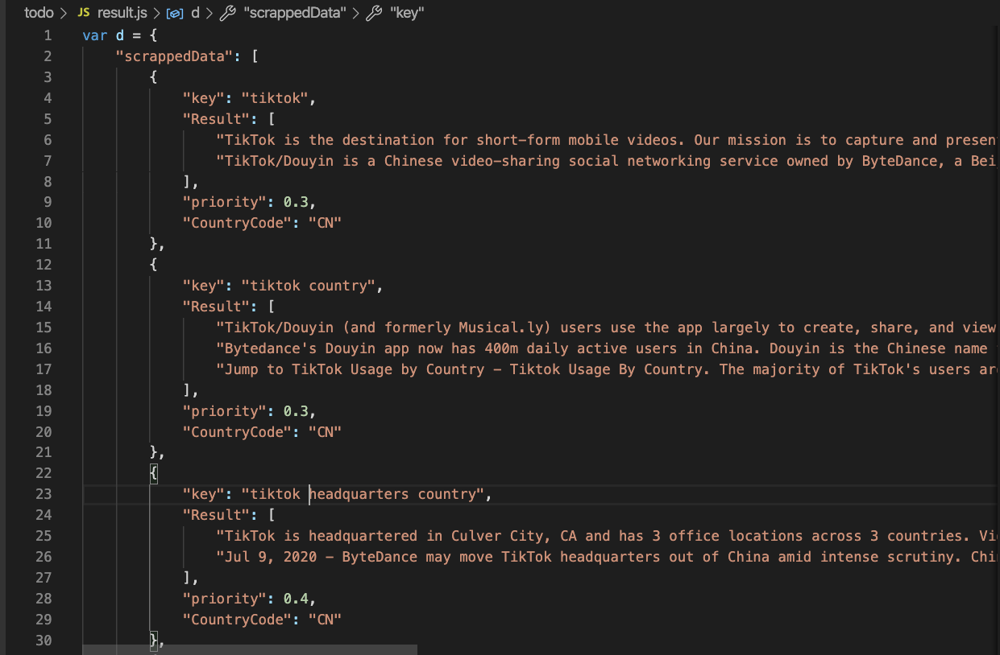 todo > JS result.js > d > "scrappedData" > "key"
1 var d = {
2 "scrappedData": [
3 {
4 "key": "tiktok",
5 "Result": [
6 "TikTok is the destination for short-form mobile videos. Our mission is to capture and presen
7 "TikTok/Douyin is a Chinese video-sharing social networking service owned by ByteDance, a Bei
8 ],
9 "priority": 0.3,
10 "CountryCode": "CN"
11 },
12 {
13 "key": "tiktok country",
14 "Result": [
15 "TikTok/Douyin (and formerly Musical.ly) users use the app largely to create, share, and view
16 "Bytedance's Douyin app now has 400m daily active users in China. Douyin is the Chinese name
17 "Jump to TikTok Usage by Country – Tiktok Usage By Country. The majority of TikTok's users are
18 ],
19 "priority": 0.3,
20 "CountryCode": "CN"
21 },
22 {
23 "key": "tiktok headquarters country",
24 "Result": [
25 "TikTok is headquartered in Culver City, CA and has 3 office locations across 3 countries. Vi
26 "Jul 9, 2020 – ByteDance may move TikTok headquarters out of China amid intense scrutiny. Chi
27 ],
28 "priority": 0.4,
29 "CountryCode": "CN"
30 },